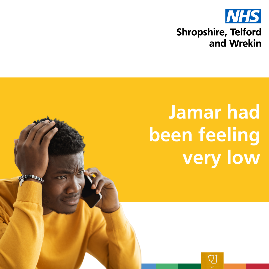 NHS
Shropshire, Telford
and Wrekin
Jamar had
been feeling
very low